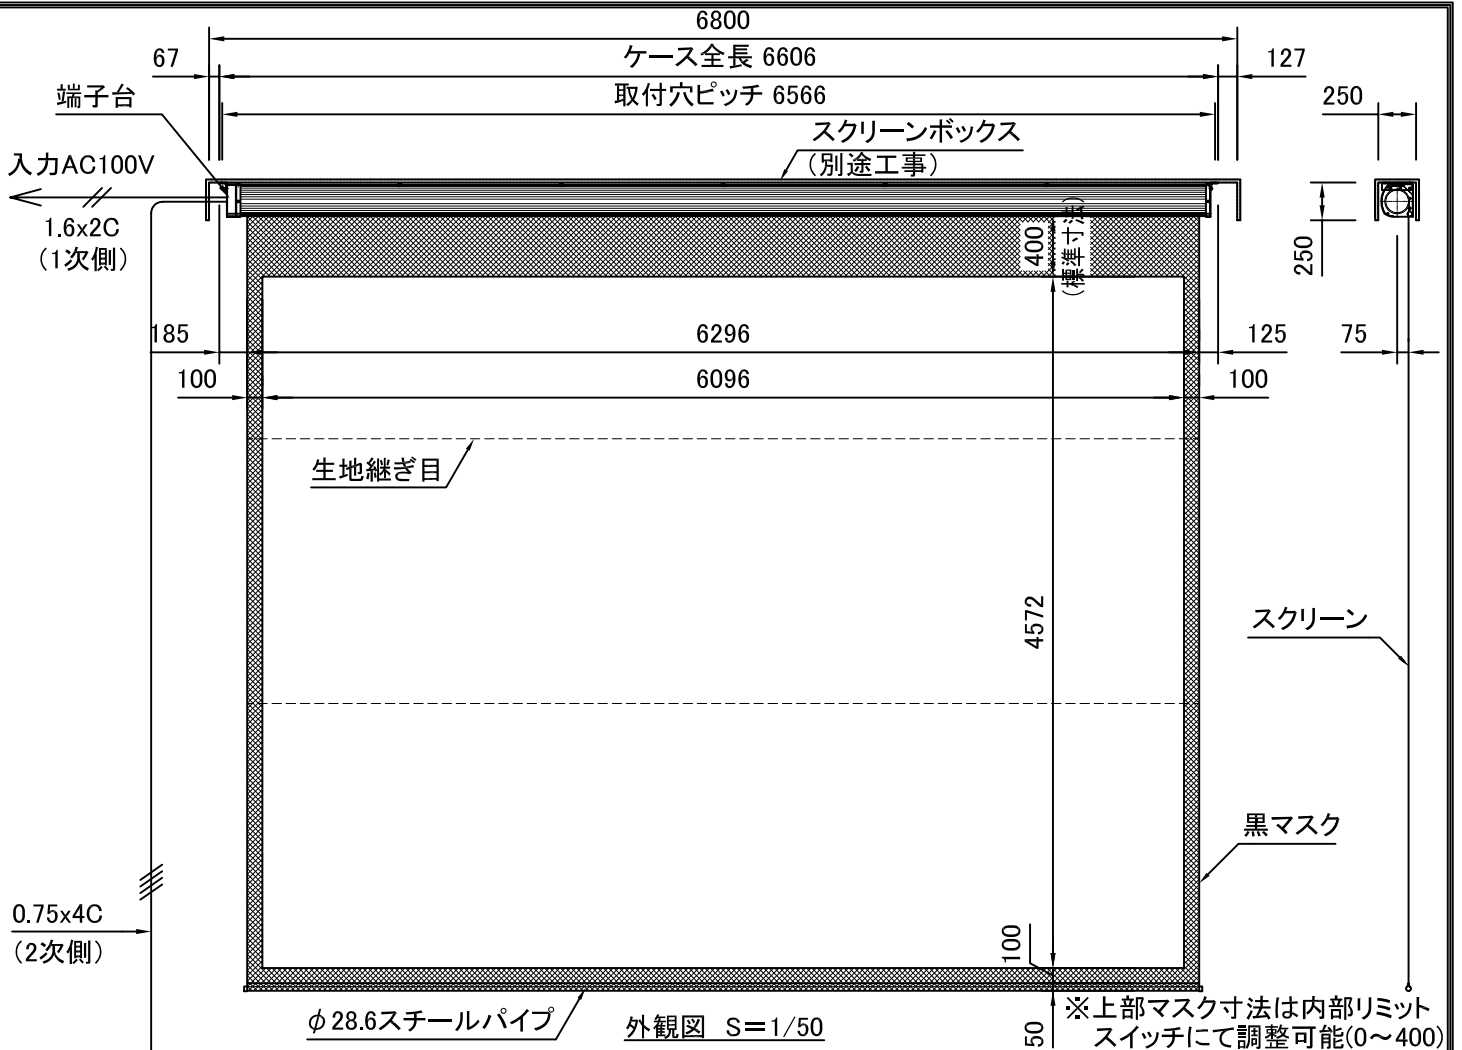 6800
67
ケース全長 6606
127
端子台
取付穴ピッチ 6566
250
スクリーンボックス
(別途工事)
入力AC100V
1.6x2C
(1次側)
400
(標準寸法)
250
185
6296
125
75
100
6096
100
生地継ぎ目
4572
スクリーン
黒マスク
0.75x4C
(2次側)
100
φ28.6スチールパイプ
外観図 S=1/50
50
※上部マスク寸法は内部リミット
スイッチにて調整可能(0～400)